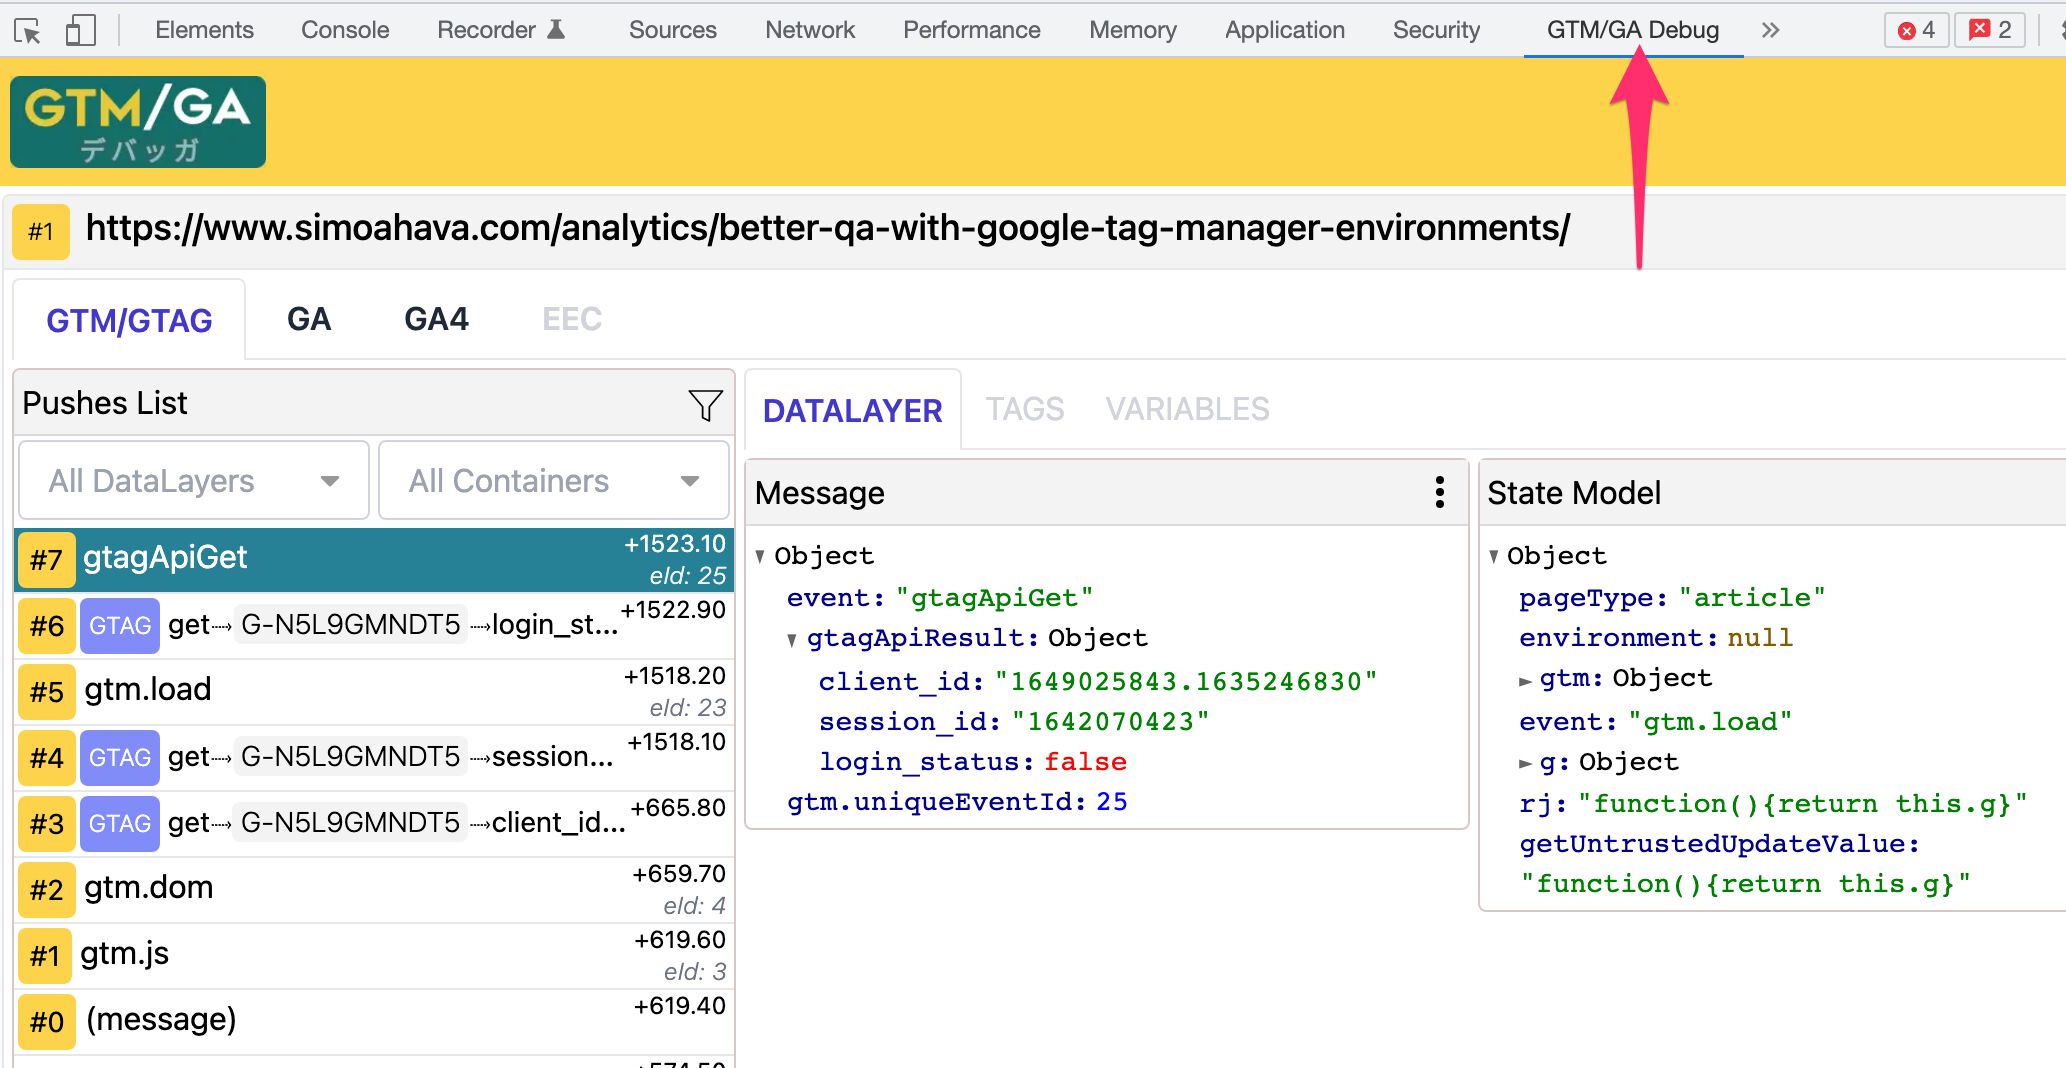 Elements Console Recorder Sources Network Performance Memory Application Security GTM/GA Debug 4 2
GTM/GA
デバッガ
#1 https://www.simoahava.com/analytics/better-qa-with-google-tag-manager-environments/
GTM/GTAG GA GA4 EEC
Pushes List
All DataLayers All Containers
#7 gtagApiGet +1523.10
eId: 25
#6 GTAG get G-N5L9GMNDT5 login_st... +1522.90
#5 gtm.load +1518.20
eId: 23
#4 GTAG get G-N5L9GMNDT5 session... +1518.10
#3 GTAG get G-N5L9GMNDT5 client_id... +665.80
#2 gtm.dom +659.70
eId: 4
#1 gtm.js +619.60
eId: 3
#0 (message) +619.40
DATALAYER TAGS VARIABLES
Message
Object
event: "gtagApiGet"
gtagApiResult: Object
client_id: "1649025843.1635246830"
session_id: "1642070423"
login_status: false
gtm.uniqueEventId: 25
State Model
Object
pageType: "article"
environment: null
gtm: Object
event: "gtm.load"
g: Object
rj: "function(){return this.g}"
getUntrustedUpdateValue:
"function(){return this.g}"